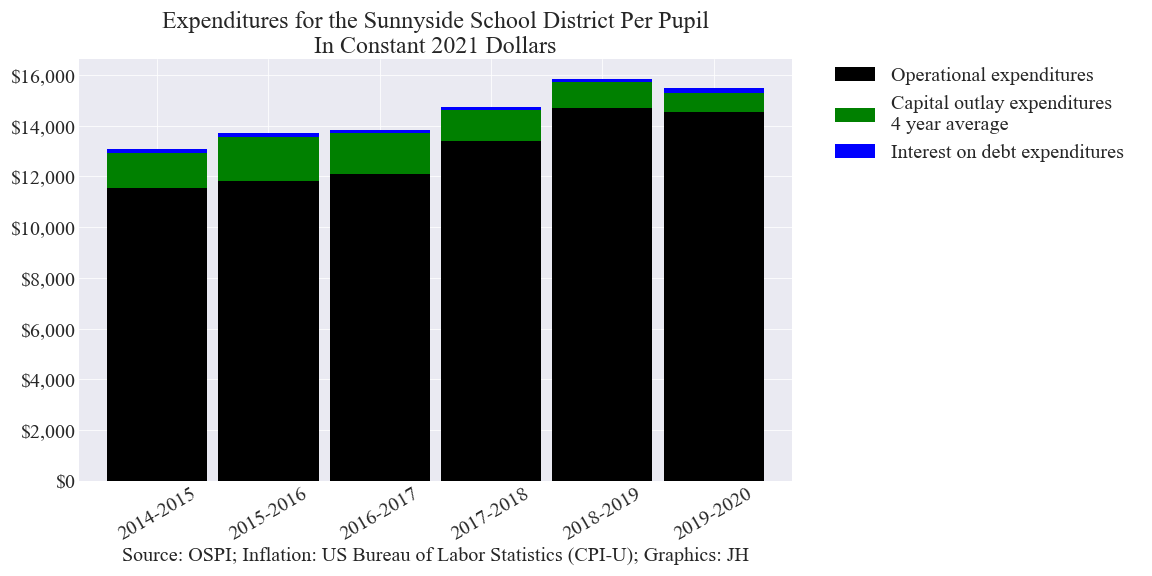 Expenditures for the Sunnyside School District Per Pupil
In Constant 2021 Dollars
$16,000
$14,000
$12,000
$10,000
$8,000
$6,000
$4,000
$2,000
$0
Operational expenditures
Capital outlay expenditures
4 year average
Interest on debt expenditures
2014-2015
2015-2016
2016-2017
2017-2018
2018-2019
2019-2020
Source: OSPI; Inflation: US Bureau of Labor Statistics (CPI-U); Graphics: JH